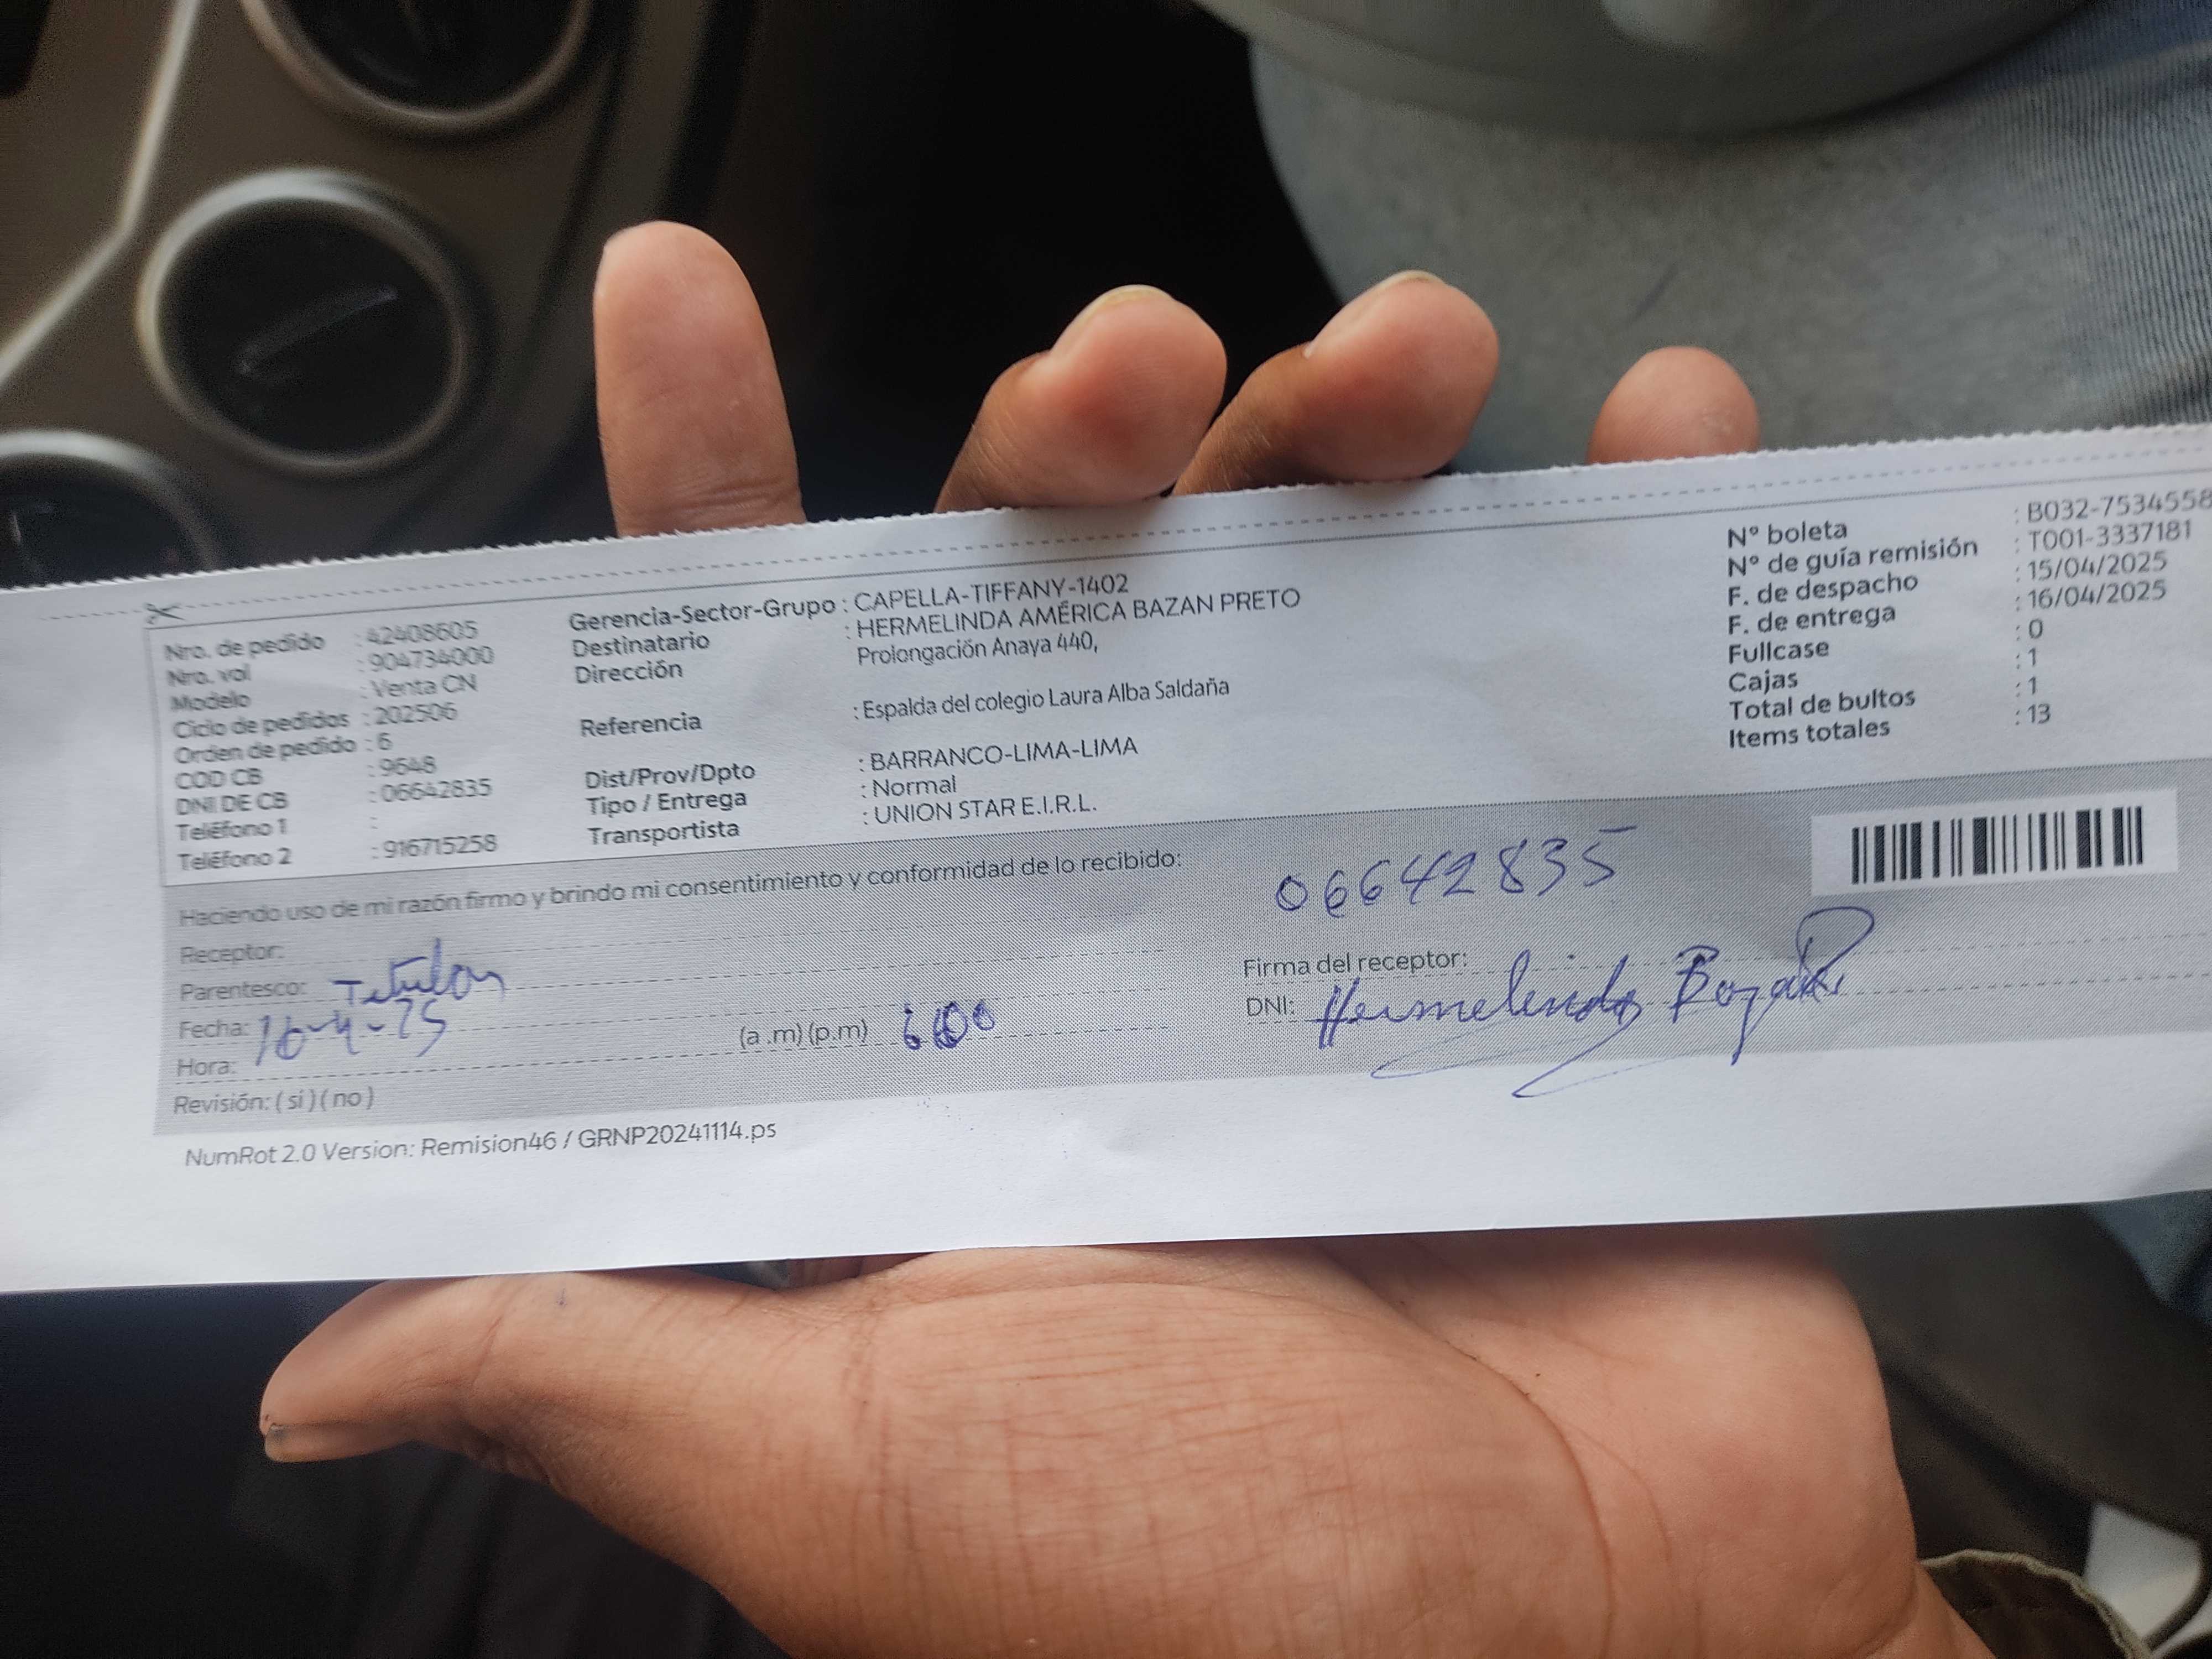 Nro. de pedido : 42408605
Nro. vol : 904734000
Modelo : Venta CN
Ciclo de pedidos : 202506
Orden de pedido : 6
COD CB : 9648
DNI DE CB : 06642835
Teléfono 1 :
Teléfono 2 : 916715258
Gerencia-Sector-Grupo : CAPELLA-TIFFANY-1402
Destinatario : HERMELINDA AMÉRICA BAZAN PRETO
Dirección Prolongación Anaya 440,
Referencia : Espalda del colegio Laura Alba Saldaña
Dist/Prov/Dpto : BARRANCO-LIMA-LIMA
Tipo / Entrega : Normal
Transportista : UNION STAR E.I.R.L.
N° boleta : B032-7534558
N° de guía remisión : T001-3337181
F. de despacho : 15/04/2025
F. de entrega : 16/04/2025
Fullcase : 0
Cajas : 1
Total de bultos : 1
Items totales : 13
Haciendo uso de mi razón firmo y brindo mi consentimiento y conformidad de lo recibido:
06642835
Receptor:
Parentesco: Titular
Fecha: 16-4-25
Hora: (a .m) (p.m)
Revisión: ( si ) ( no )
Firma del receptor:
DNI: Hermelinda Bazan
NumRot 2.0 Version: Remision46 / GRNP20241114.ps